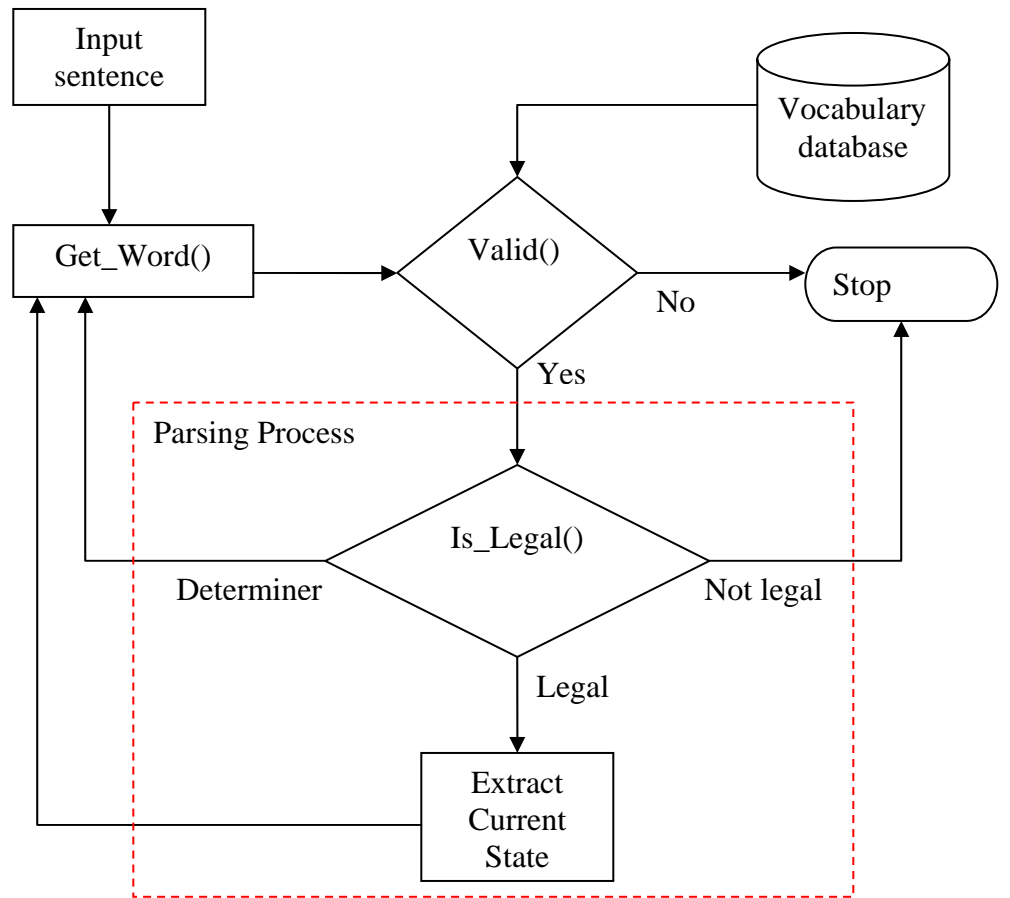 Input
sentence
Vocabulary
database
Get_Word()
Valid()
Stop
No
Yes
Parsing Process
Is_Legal()
Determiner
Not legal
Legal
Extract
Current
State